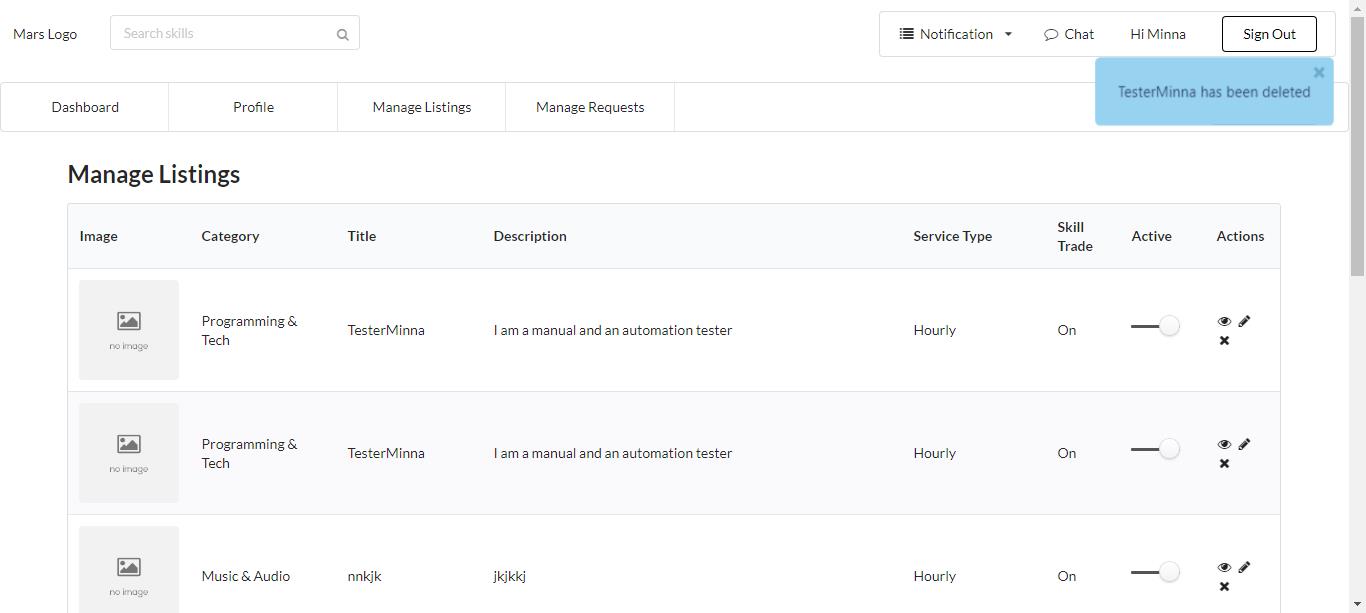 Mars Logo
Search skills
Notification
Chat
Hi Minna
Sign Out
TesterMinna has been deleted
Dashboard
Profile
Manage Listings
Manage Requests
Manage Listings
Image
Category
Title
Description
Service Type
Skill
Trade
Active
Actions
no image
Programming &
Tech
TesterMinna
I am a manual and an automation tester
Hourly
On
no image
Programming &
Tech
TesterMinna
I am a manual and an automation tester
Hourly
On
no image
Music & Audio
nnkjk
jkjkkj
Hourly
On